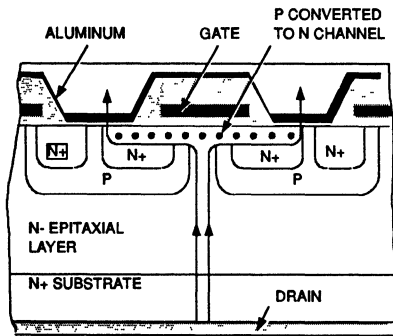 P CONVERTED
TO N CHANNEL
ALUMINUM
GATE
N+
N+
N+
N+
P
P
N- EPITAXIAL
LAYER
N+ SUBSTRATE
DRAIN